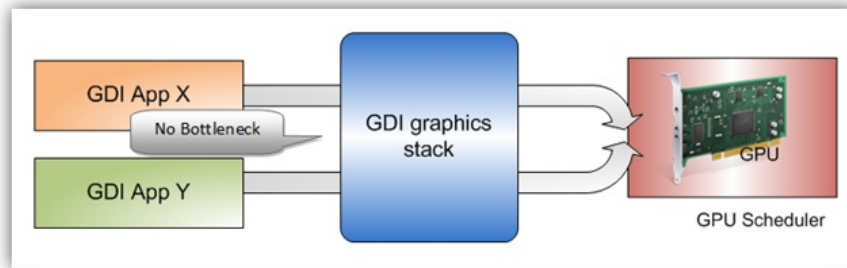 GDI App X
No Bottleneck
GDI App Y
GDI graphics
stack
GPU
GPU Scheduler